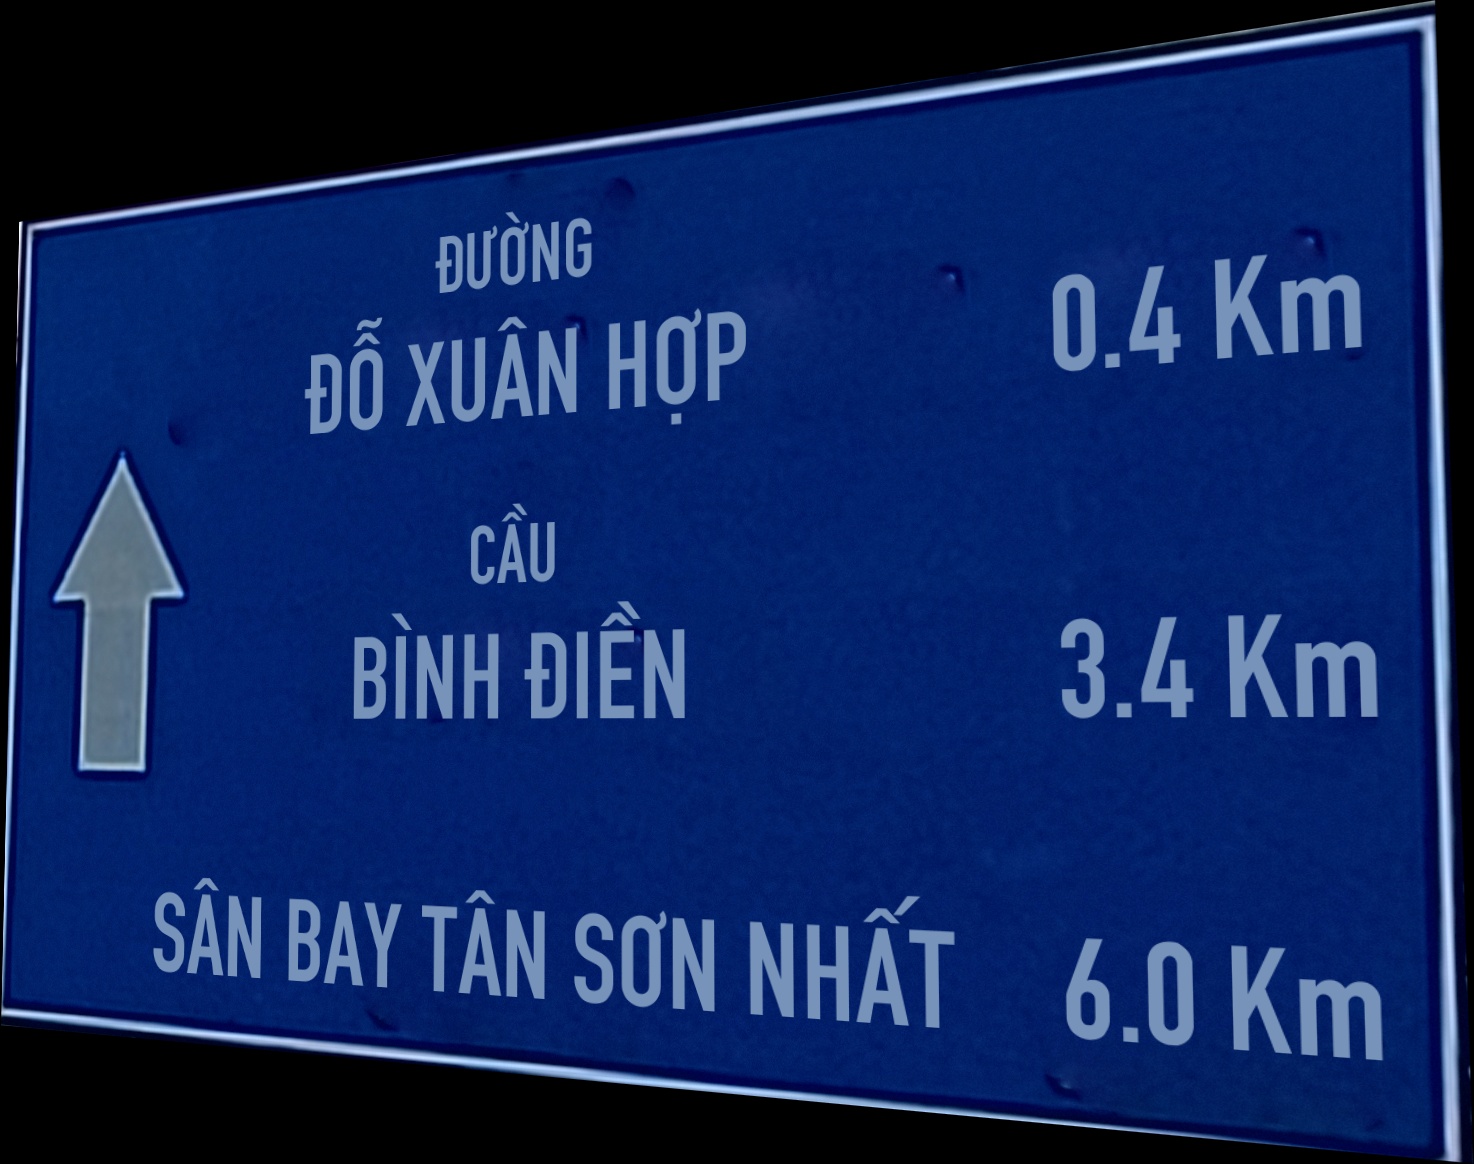 ĐƯỜNG
ĐỖ XUÂN HỢP 0.4 Km
CẦU
BÌNH ĐIỀN 3.4 Km
SÂN BAY TÂN SƠN NHẤT 6.0 Km